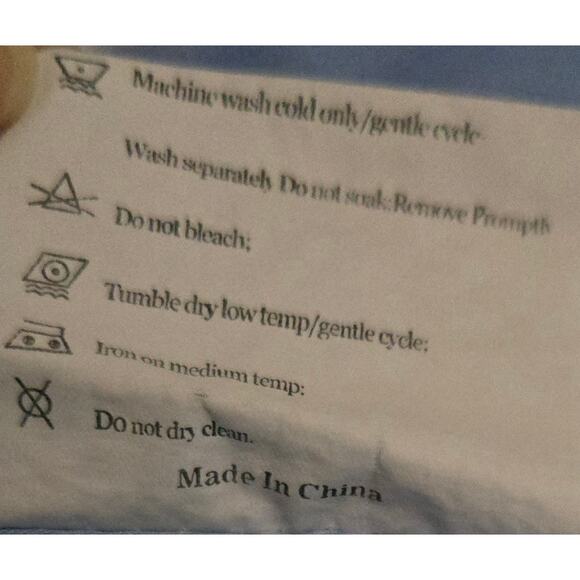 Machine wash cold only/gentle cycle
Wash separately Do not soak:Remove Promptly
Do not bleach;
Tumble dry low temp/gentle cycle:
Iron on medium temp:
Do not dry clean.
Made In China